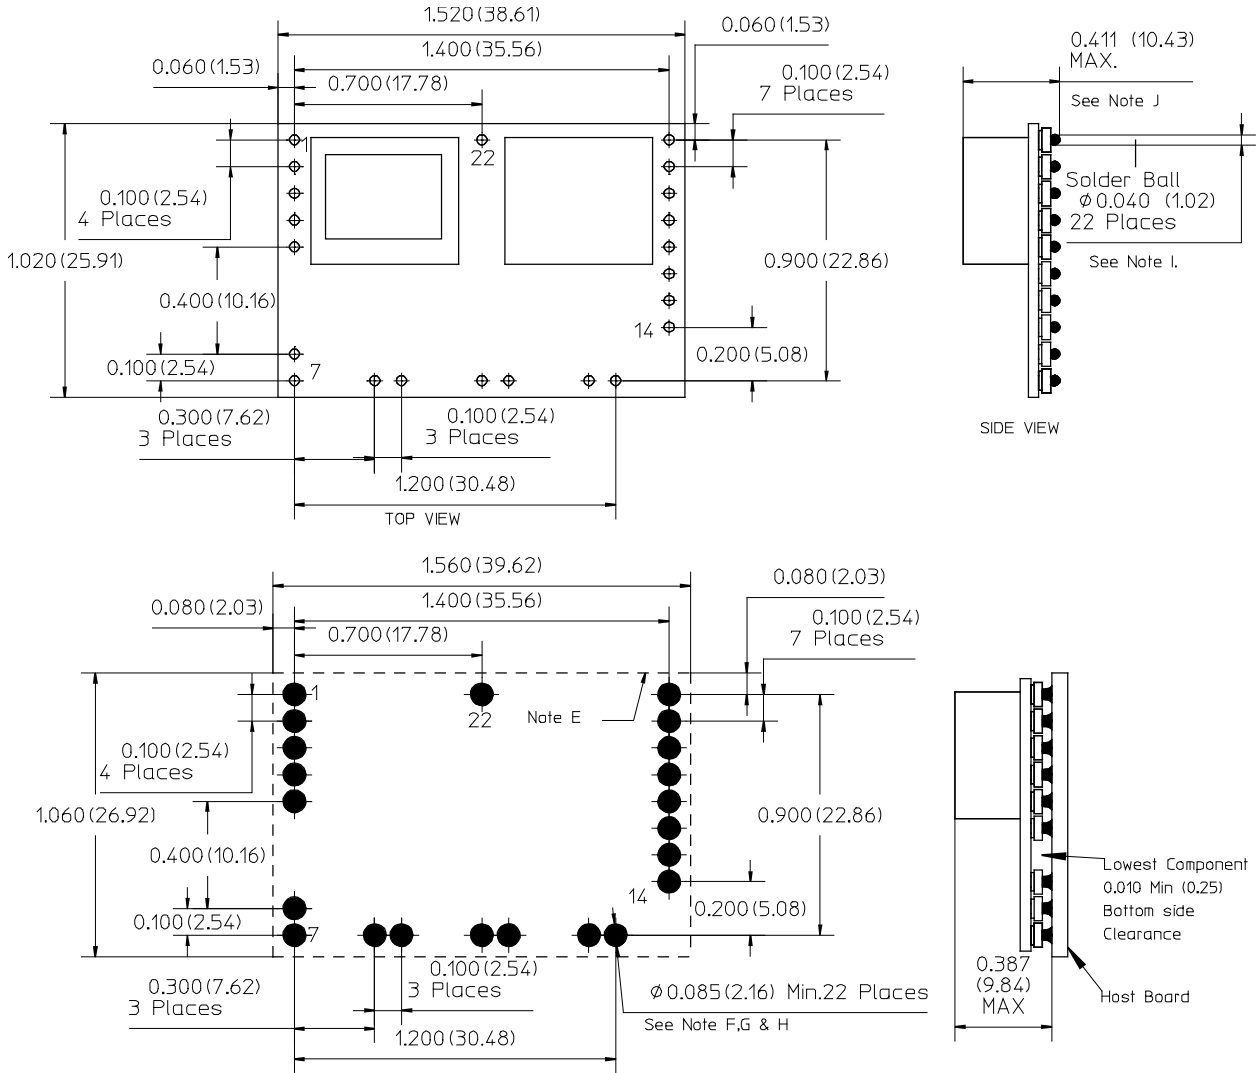 1.520(38.61)
0.060(1.53)
1.400(35.56)
0.060(1.53)
0.700(17.78)
0.100(2.54)
7 Places
0.411 (10.43)
MAX.
See Note J
1
22
0.100(2.54)
4 Places
Solder Ball
Φ0.040 (1.02)
22 Places
See Note I.
1.020(25.91)
0.900(22.86)
0.400(10.16)
14
0.200(5.08)
0.100(2.54)
7
0.300(7.62)
3 Places
0.100(2.54)
3 Places
SIDE VIEW
1.200(30.48)
TOP VIEW
1.560(39.62)
0.080(2.03)
0.080(2.03)
1.400(35.56)
0.700(17.78)
0.100(2.54)
7 Places
1
22
Note E
0.100(2.54)
4 Places
1.060(26.92)
0.900(22.86)
0.400(10.16)
14
0.200(5.08)
0.100(2.54)
7
Lowest Component
0.010 Min (0.25)
Bottom side
Clearance
0.300(7.62)
3 Places
0.100(2.54)
3 Places
Φ0.085(2.16) Min.22 Places
See Note F,G & H
0.387
(9.84)
MAX
Host Board
1.200(30.48)